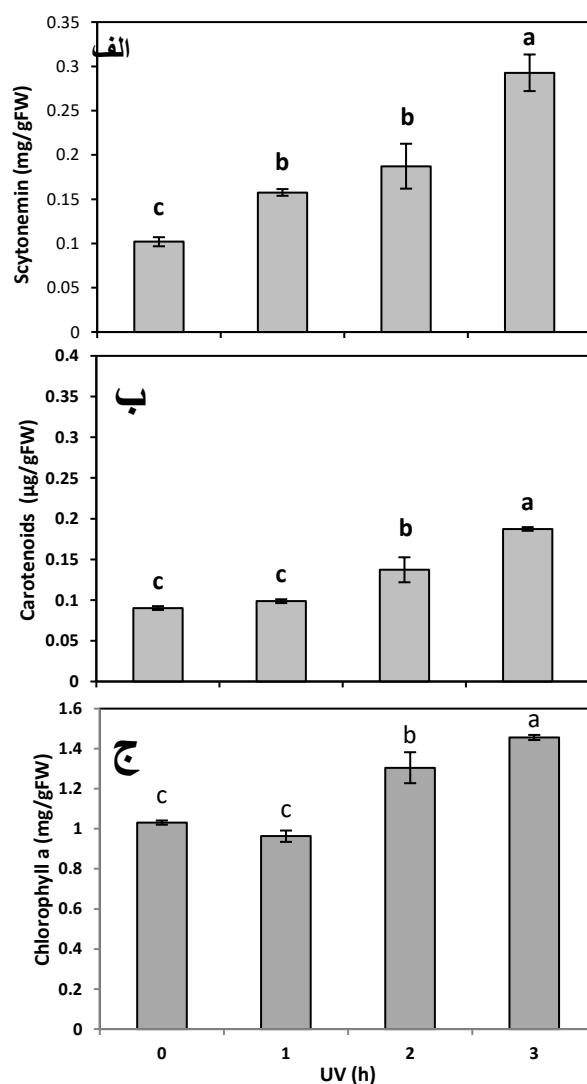 0.35
0.3
0.25
0.2
0.15
0.1
0.05
0
Scytonemin (mg/gFW)
الف
c
b
b
a
0.4
0.35
0.3
0.25
0.2
0.15
0.1
0.05
0
Carotenoids (µg/gFW)
ب
c
c
b
a
1.6
1.4
1.2
1
0.8
0.6
0.4
0.2
0
Chlorophyll a (mg/gFW)
ج
c
c
b
a
0 1 2 3
UV (h)